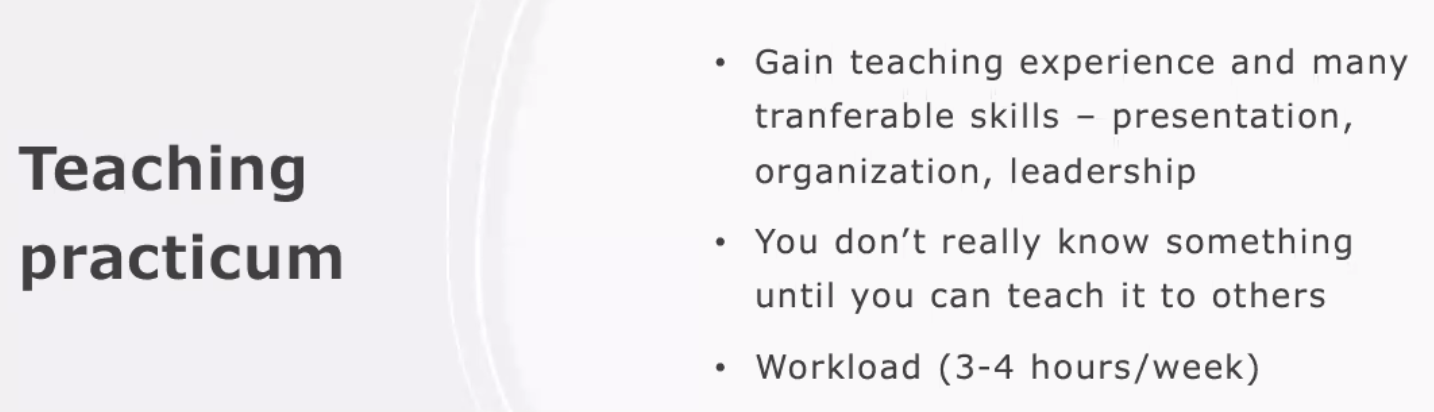 Teaching
practicum
• Gain teaching experience and many
tranferable skills – presentation,
organization, leadership
• You don’t really know something
until you can teach it to others
• Workload (3-4 hours/week)